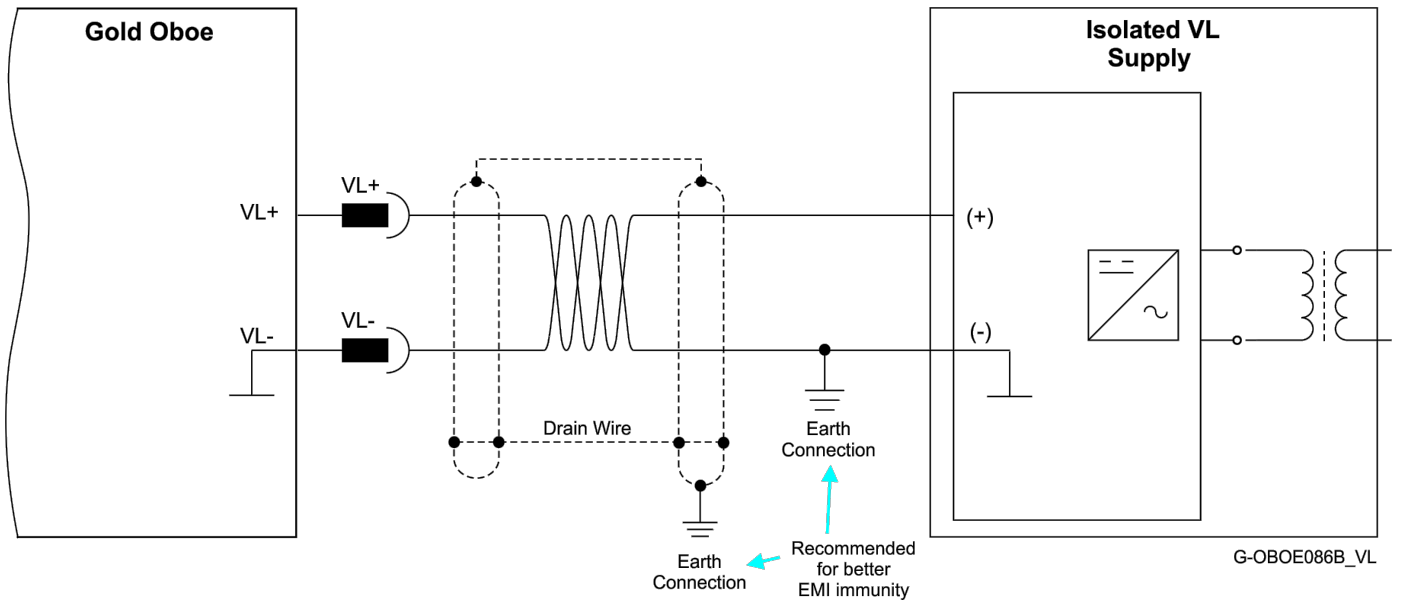 Gold Oboe
Isolated VL
Supply
VL+
VL+
(+)
VL-
VL-
(-)
Drain Wire
Earth
Connection
Earth
Connection
Recommended
for better
EMI immunity
G-OBOE086B_VL